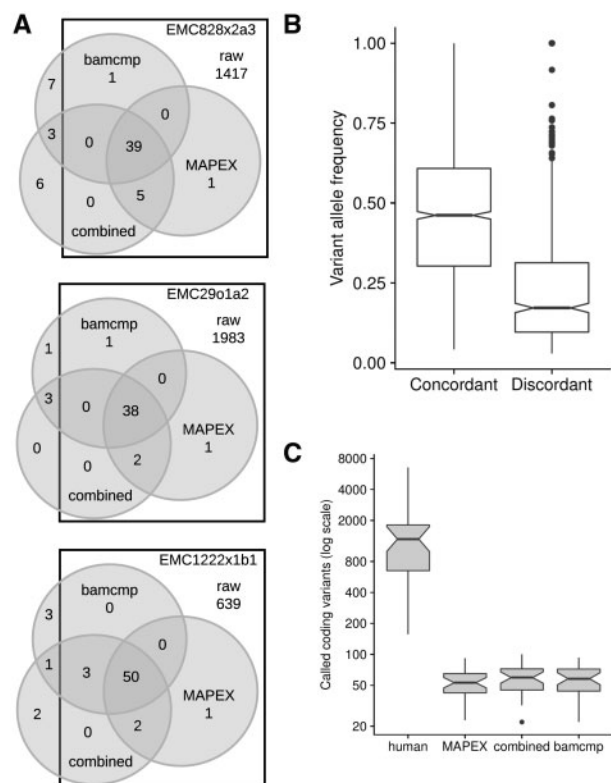 A
EMC828x2a3
bamcmp
1
raw
1417
7
0
3
0
39
MAPEX
1
6
0
5
combined
EMC29o1a2
bamcmp
1
raw
1983
1
0
3
0
38
MAPEX
1
0
0
2
combined
EMC1222x1b1
bamcmp
0
raw
639
3
0
1
3
50
MAPEX
1
2
0
2
combined
B
Variant allele frequency
1.00
0.75
0.50
0.25
0.00
Concordant Discordant
C
Called coding variants (log scale)
8000
4000
2000
800
400
200
100
50
20
human MAPEX combined bamcmp